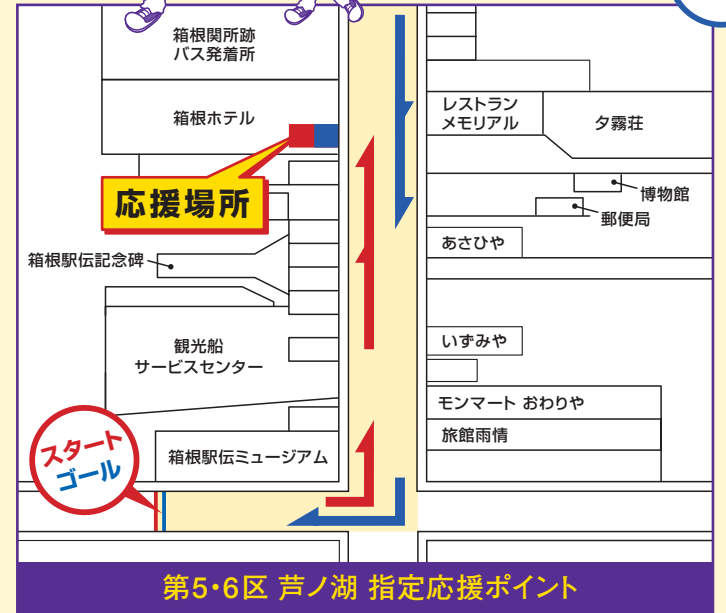 箱根関所跡
バス発着所
箱根ホテル
レストラン
メモリアル
夕霧荘
応援場所
博物館
郵便局
あさひや
箱根駅伝記念碑
観光船
サービスセンター
いずみや
モンマート おわりや
旅館雨情
スタート
ゴール
箱根駅伝ミュージアム
第5・6区 芦ノ湖 指定応援ポイント